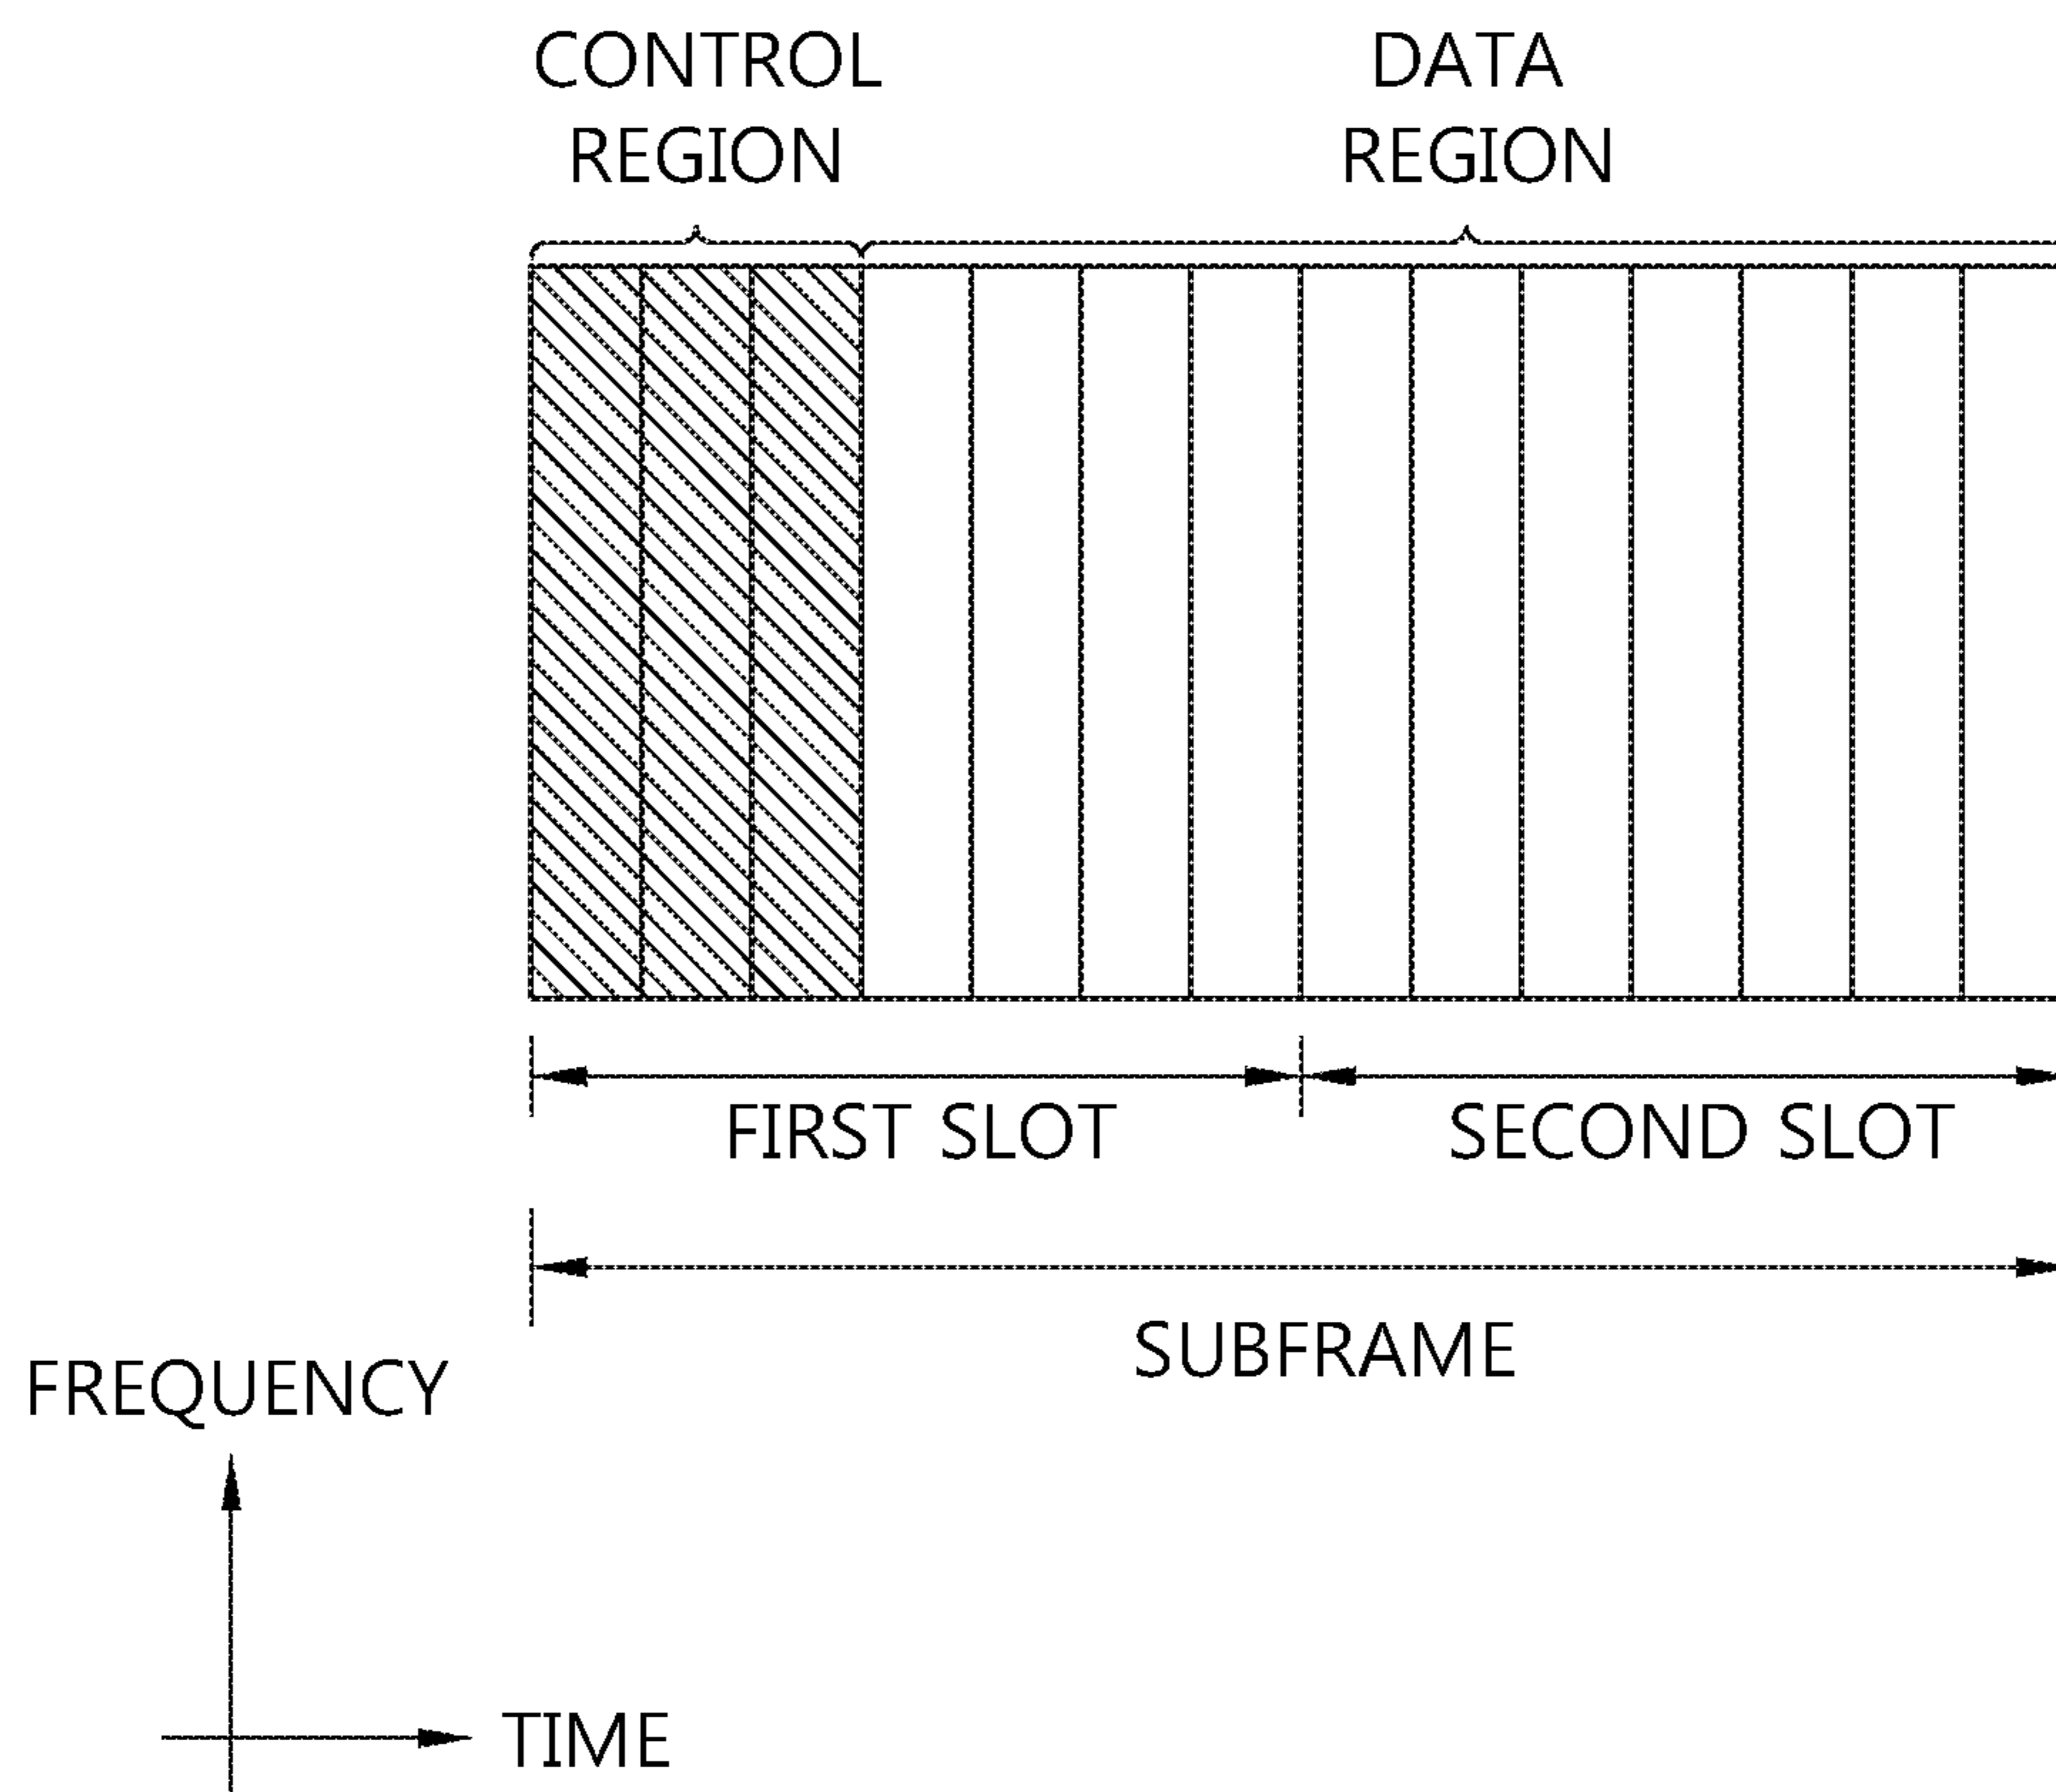 CONTROL
REGION
DATA
REGION
FIRST SLOT
SECOND SLOT
SUBFRAME
FREQUENCY
TIME